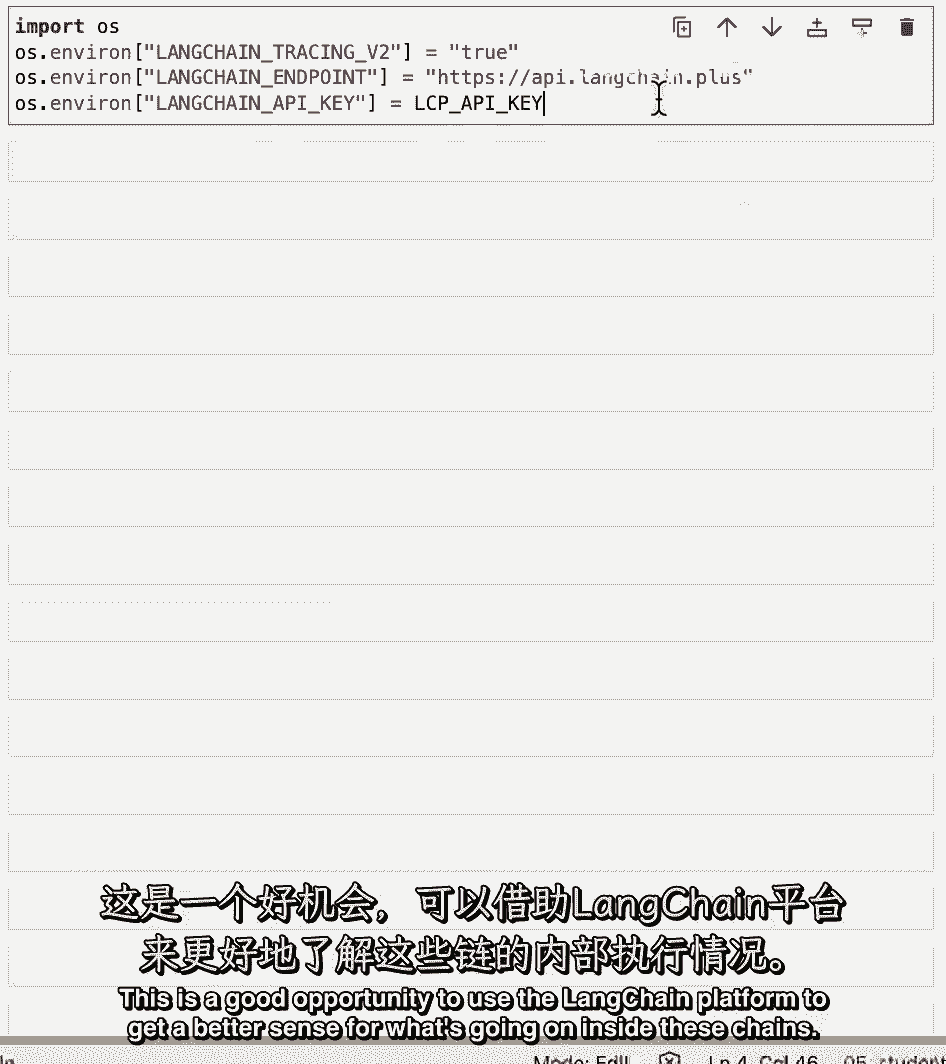 import os
os.environ["LANGCHAIN_TRACING_V2"] = "true"
os.environ["LANGCHAIN_ENDPOINT"] = "https://api.langchain.plus"
os.environ["LANGCHAIN_API_KEY"] = LCP_API_KEY
这是一个好机会，可以借助LangChain平台
来更好地了解这些链的内部执行情况。
This is a good opportunity to use the LangChain platform to
get a better sense for what's going on inside these chains.
Mode: Edit Ln 4, Col 46 05_student